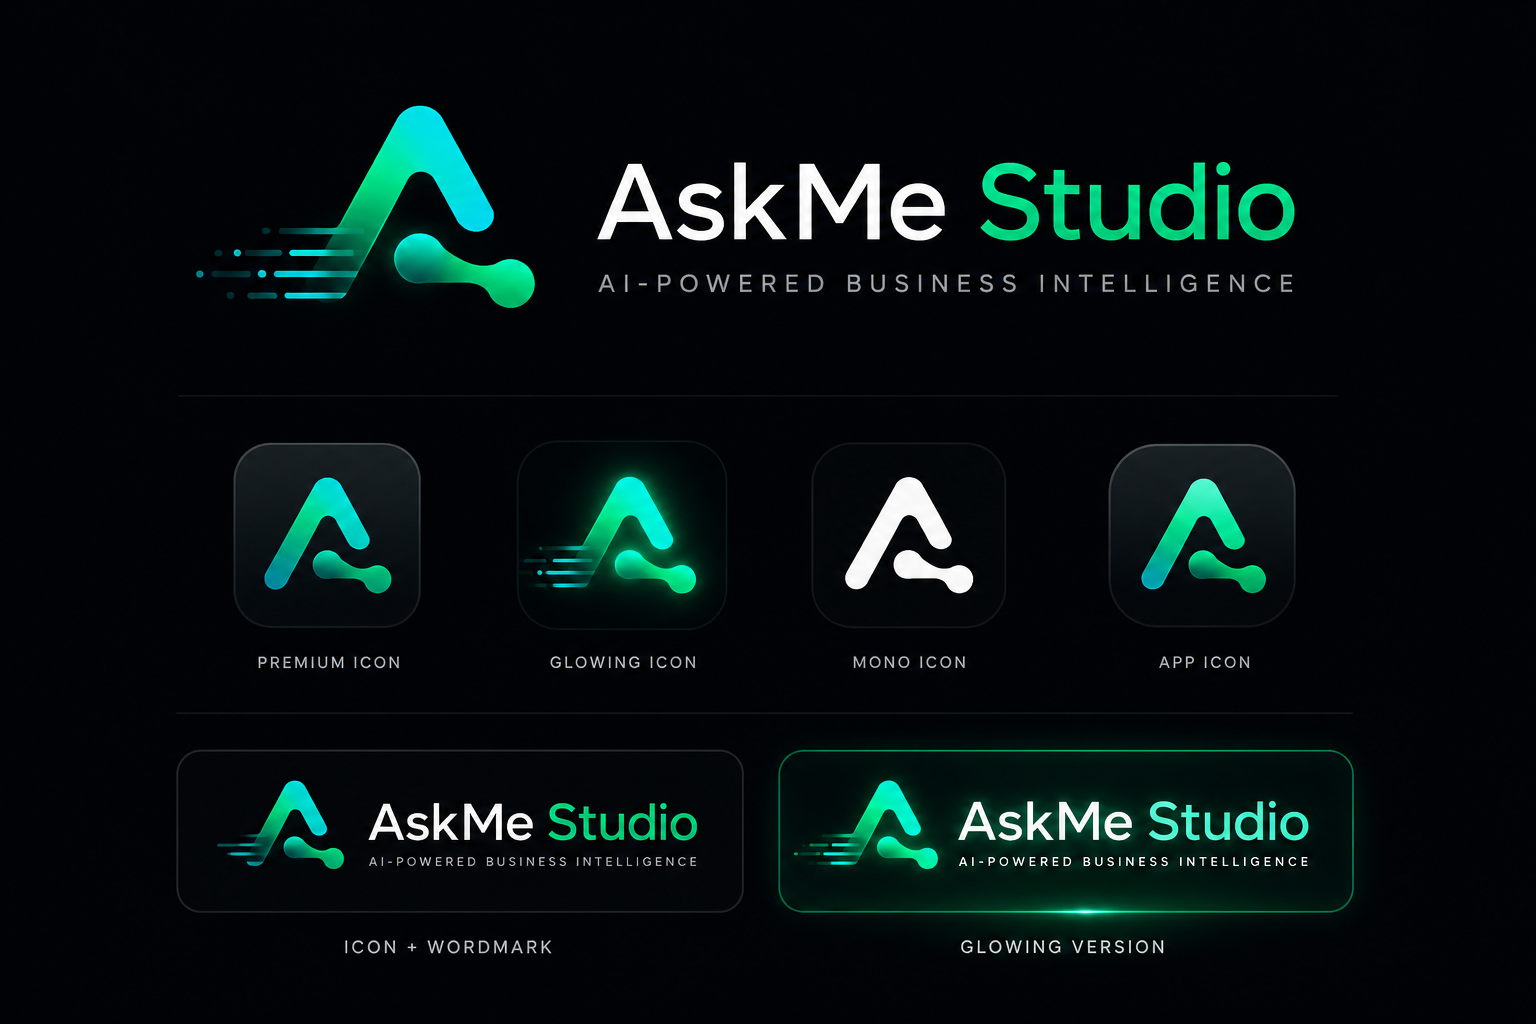 AskMe Studio
AI-POWERED BUSINESS INTELLIGENCE
PREMIUM ICON
GLOWING ICON
MONO ICON
APP ICON
AskMe Studio
AI-POWERED BUSINESS INTELLIGENCE
ICON + WORDMARK
AskMe Studio
AI-POWERED BUSINESS INTELLIGENCE
GLOWING VERSION